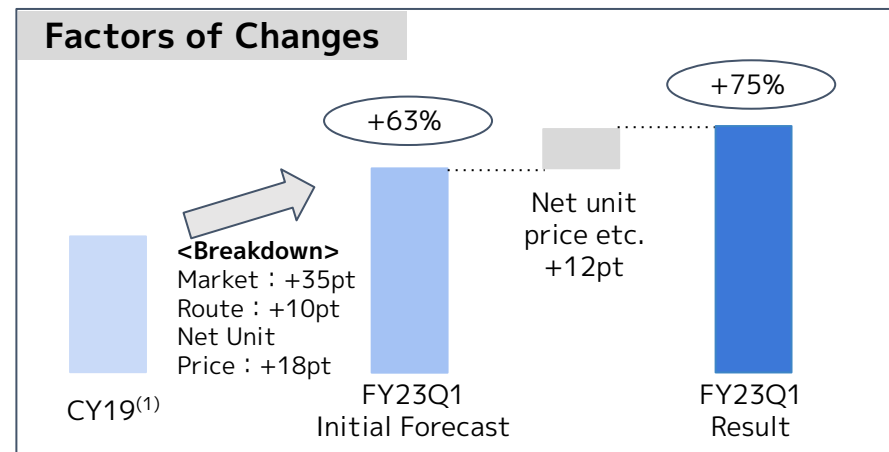 Factors of Changes
+75%
+63%
Net unit
price etc.
+12pt
<Breakdown>
Market：+35pt
Route：+10pt
Net Unit
Price：+18pt
CY19(1)
FY23Q1
Initial Forecast
FY23Q1
Result